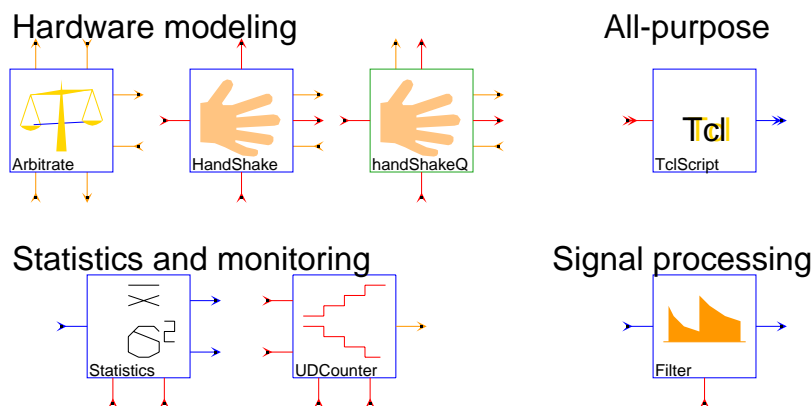 Hardware modeling
All-purpose
Arbitrate
HandShake
handShakeQ
Tcl
TclScript
Statistics and monitoring
Signal processing
Statistics
UDCounter
Filter